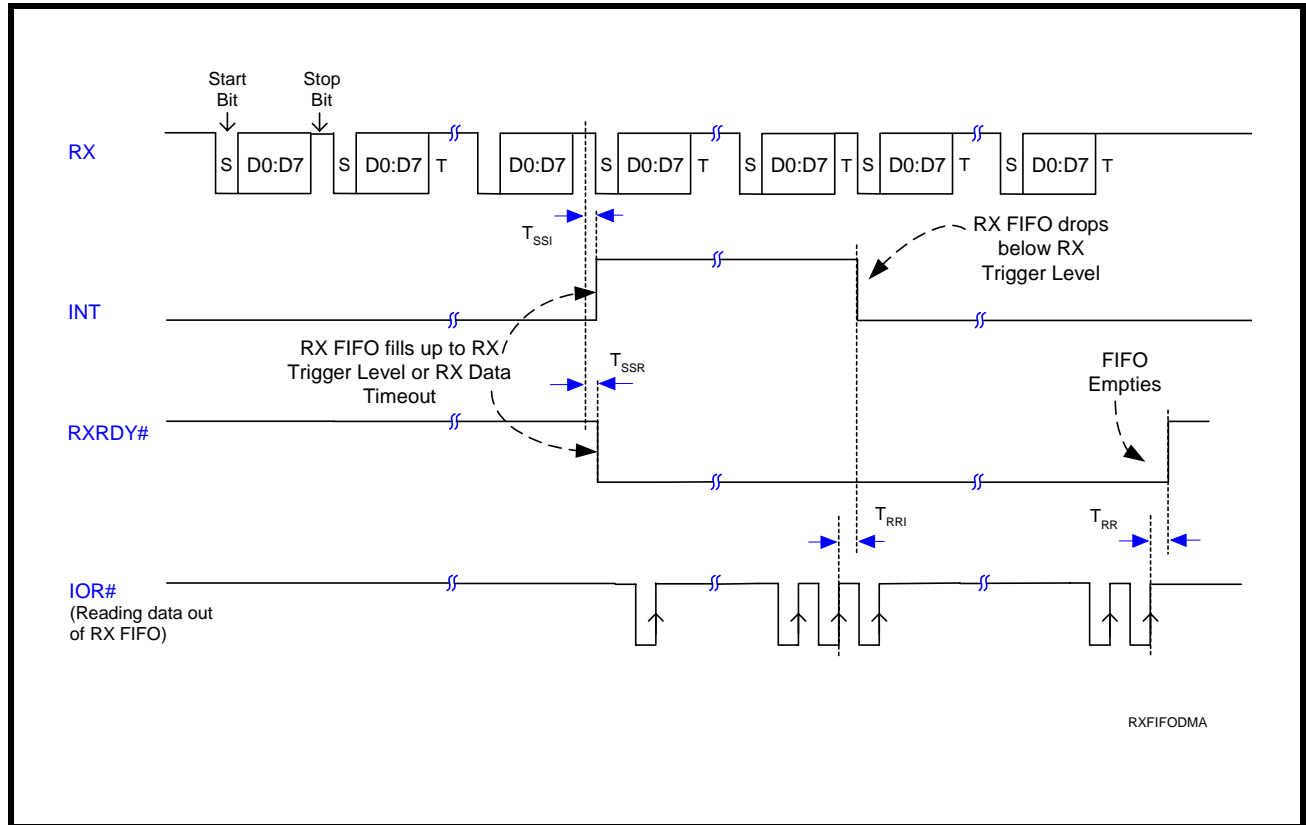 Start
Bit
Stop
Bit
RX
S D0:D7 S D0:D7 T D0:D7 S D0:D7 T S D0:D7 T S D0:D7 T S D0:D7 T
TSSI
RX FIFO drops
below RX
Trigger Level
INT
RX FIFO fills up to RX
Trigger Level or RX Data
Timeout
TSSR
FIFO
Empties
RXRDY#
TRRI
TRR
IOR#
(Reading data out
of RX FIFO)
RXFIFODMA